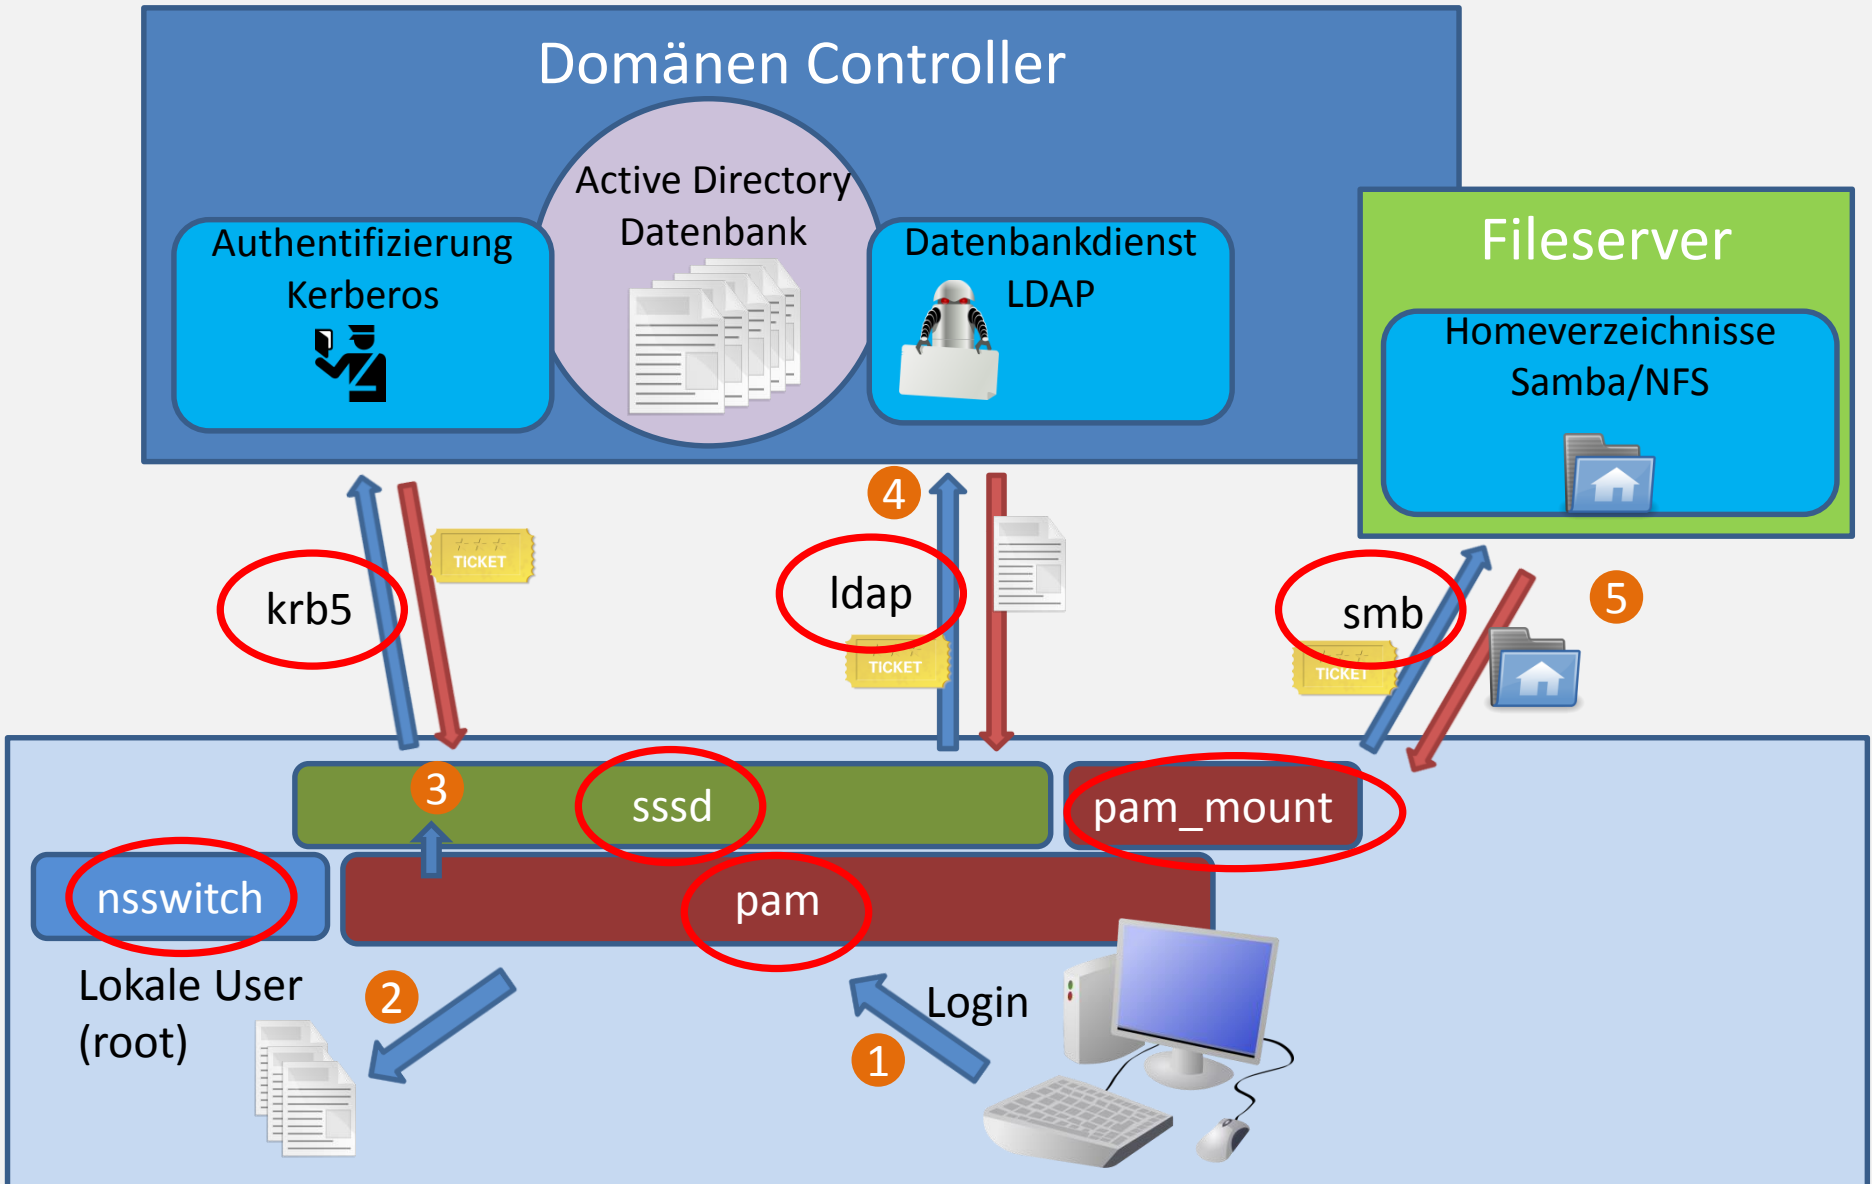 Domänen Controller
Active Directory
Datenbank
Authentifizierung
Kerberos
Datenbankdienst
LDAP
Fileserver
Homeverzeichnisse
Samba/NFS
4
TICKET
krb5
ldap
TICKET
smb
TICKET
5
3
sssd
pam_mount
nsswitch
pam
Lokale User
(root)
2
Login
1